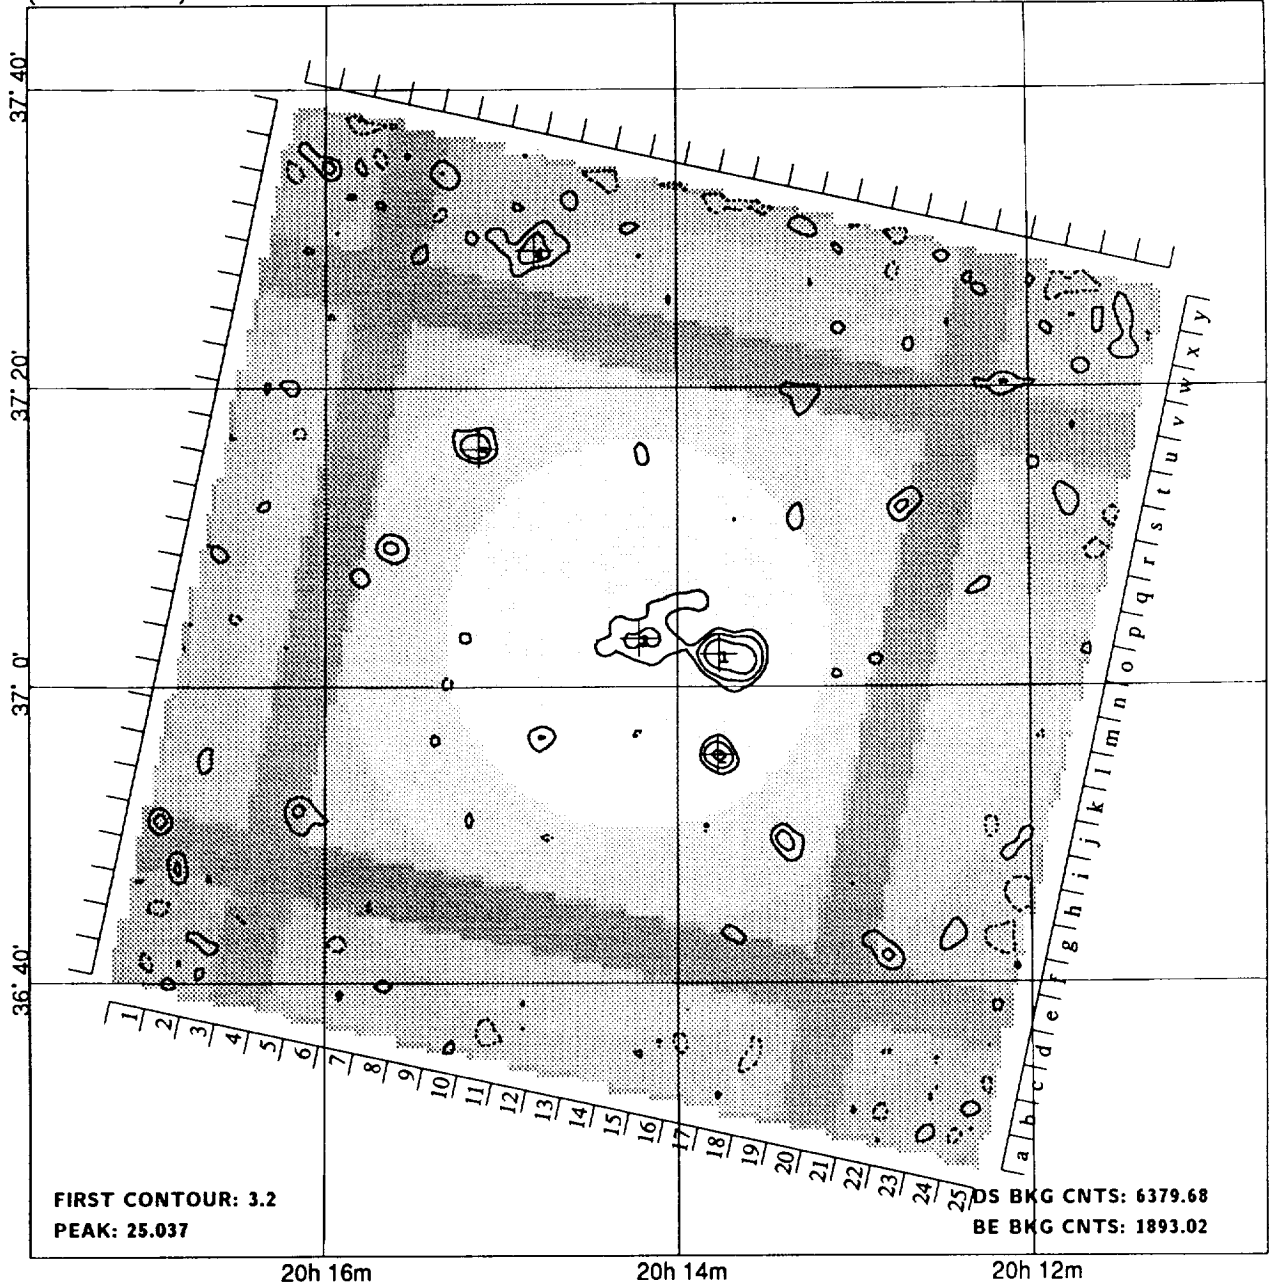 37° 40'
37° 20'
37° 0'
36° 40'
y
x
w
v
u
t
s
r
q
p
o
n
m
l
k
j
i
h
g
f
e
d
c
b
a
1
2
3
4
5
6
7
8
9
10
11
12
13
14
15
16
17
18
19
20
21
22
23
24
25
FIRST CONTOUR: 3.2
PEAK: 25.037
DS BKG CNTS: 6379.68
BE BKG CNTS: 1893.02
20h 16m
20h 14m
20h 12m